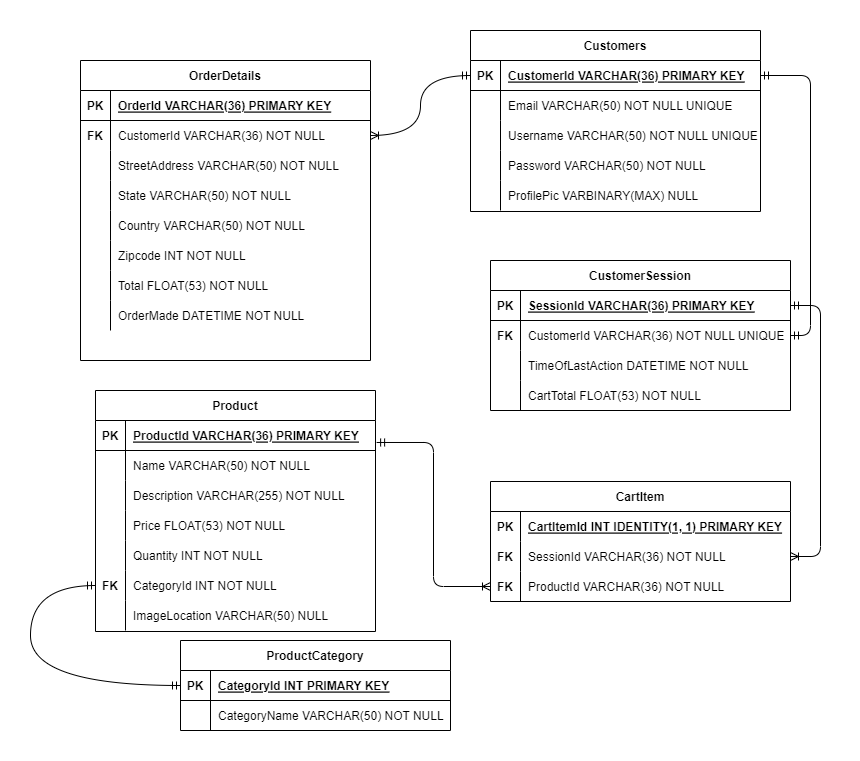 Customers
PK CustomerId VARCHAR(36) PRIMARY KEY
Email VARCHAR(50) NOT NULL UNIQUE
Username VARCHAR(50) NOT NULL UNIQUE
Password VARCHAR(50) NOT NULL
ProfilePic VARBINARY(MAX) NULL
OrderDetails
PK OrderId VARCHAR(36) PRIMARY KEY
FK CustomerId VARCHAR(36) NOT NULL
StreetAddress VARCHAR(50) NOT NULL
State VARCHAR(50) NOT NULL
Country VARCHAR(50) NOT NULL
Zipcode INT NOT NULL
Total FLOAT(53) NOT NULL
OrderMade DATETIME NOT NULL
CustomerSession
PK SessionId VARCHAR(36) PRIMARY KEY
FK CustomerId VARCHAR(36) NOT NULL UNIQUE
TimeOfLastAction DATETIME NOT NULL
CartTotal FLOAT(53) NOT NULL
Product
PK ProductId VARCHAR(36) PRIMARY KEY
Name VARCHAR(50) NOT NULL
Description VARCHAR(255) NOT NULL
Price FLOAT(53) NOT NULL
Quantity INT NOT NULL
FK CategoryId INT NOT NULL
ImageLocation VARCHAR(50) NULL
CartItem
PK CartItemId INT IDENTITY(1, 1) PRIMARY KEY
FK SessionId VARCHAR(36) NOT NULL
FK ProductId VARCHAR(36) NOT NULL
ProductCategory
PK CategoryId INT PRIMARY KEY
CategoryName VARCHAR(50) NOT NULL